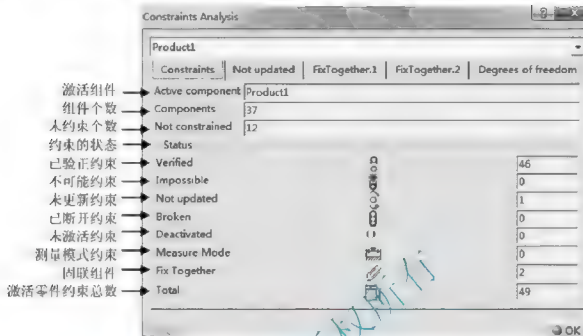 Constraints Analysis
Product1
Constraints Not updated FixTogether.1 FixTogether.2 Degrees of freedom
激活组件 Active component Product1
组件个数 Components 37
未约束个数 Not constrained 12
约束的状态 Status
已验证约束 Verified 46
不可能约束 Impossible 0
未更新约束 Not updated 1
已断开约束 Broken 0
未激活约束 Deactivated 0
测量模式约束 Measure Mode 0
固联组件 Fix Together 2
激活零件约束总数 Total 49
OK